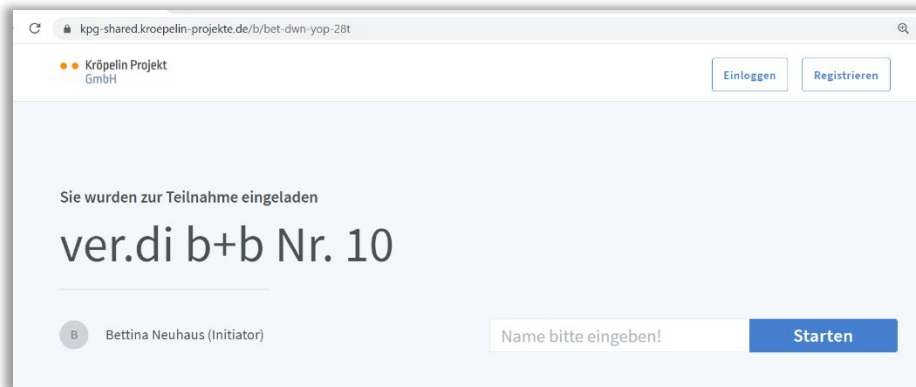 kpg-shared.kroepelin-projekte.de/b/bet-dwn-yop-28t
Kröpelin Projekt
GmbH
Einloggen
Registrieren
Sie wurden zur Teilnahme eingeladen
ver.di b+b Nr. 10
B
Bettina Neuhaus (Initiator)
Name bitte eingeben!
Starten